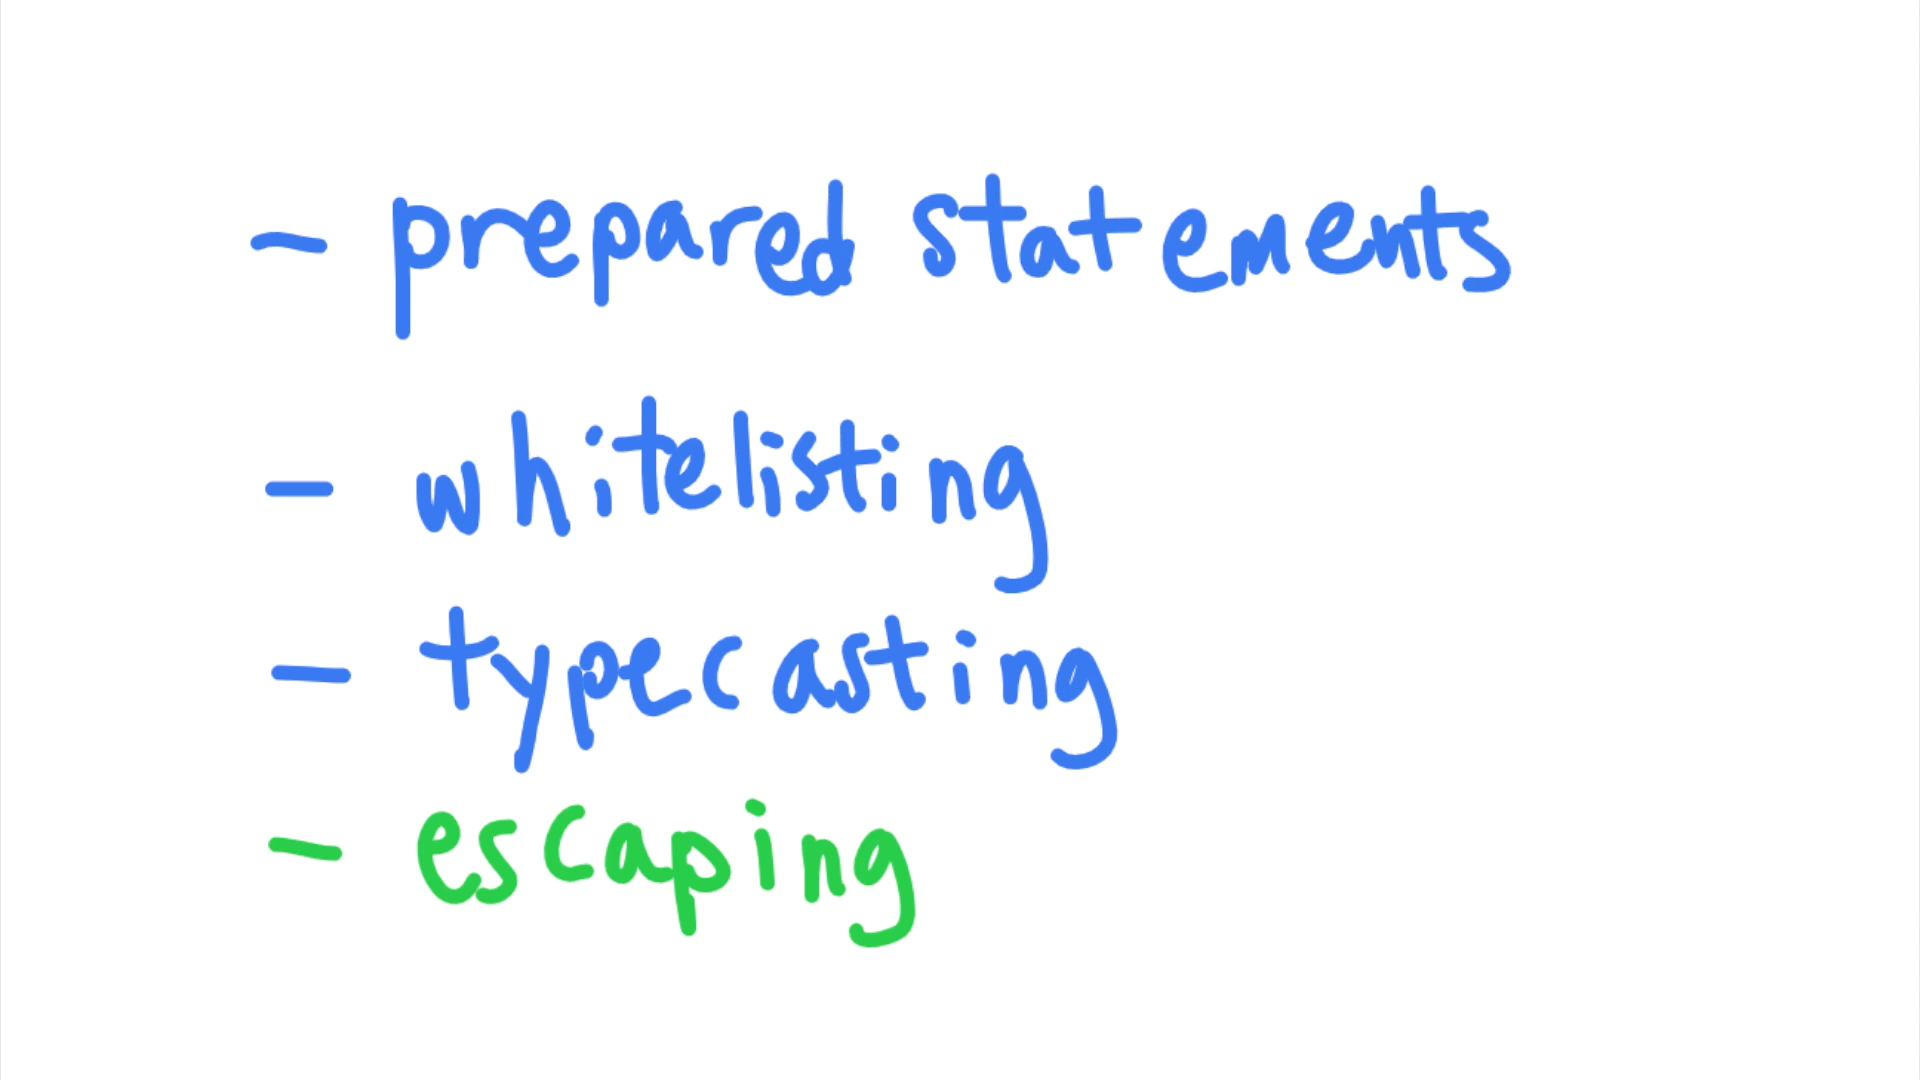 - prepared statements
- whitelisting
- typecasting
- escaping